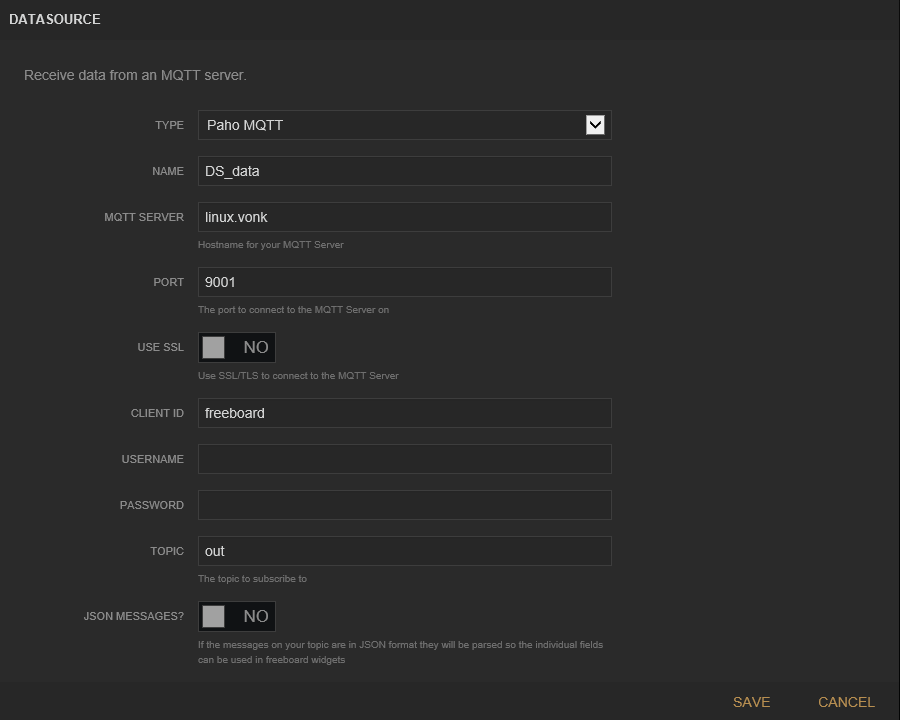 DATASOURCE
Receive data from an MQTT server.
TYPE Paho MQTT
NAME DS_data
MQTT SERVER linux.vonk
Hostname for your MQTT Server
PORT 9001
The port to connect to the MQTT Server on
USE SSL NO
Use SSL/TLS to connect to the MQTT Server
CLIENT ID freeboard
USERNAME
PASSWORD
TOPIC out
The topic to subscribe to
JSON MESSAGES? NO
If the messages on your topic are in JSON format they will be parsed so the individual fields
can be used in freeboard widgets
SAVE CANCEL